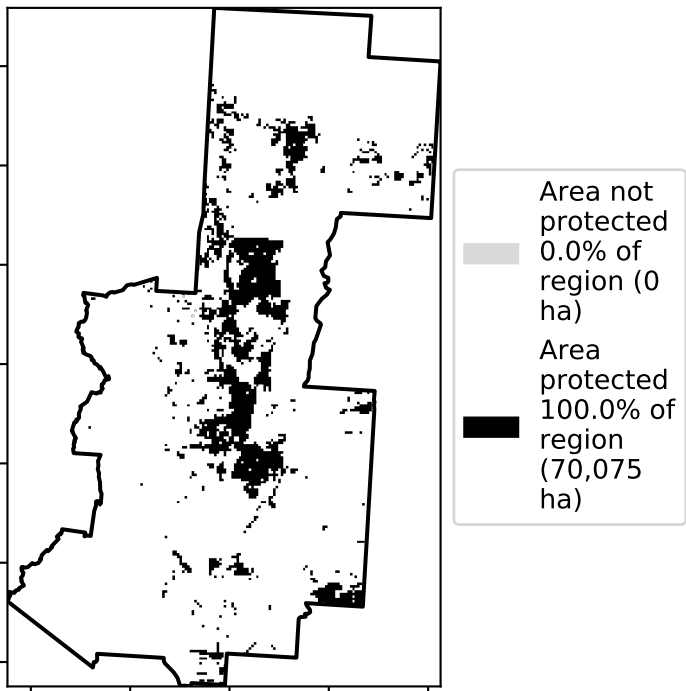 Area not
protected
0.0% of
region (0
ha)
Area
protected
100.0% of
region
(70,075
ha)